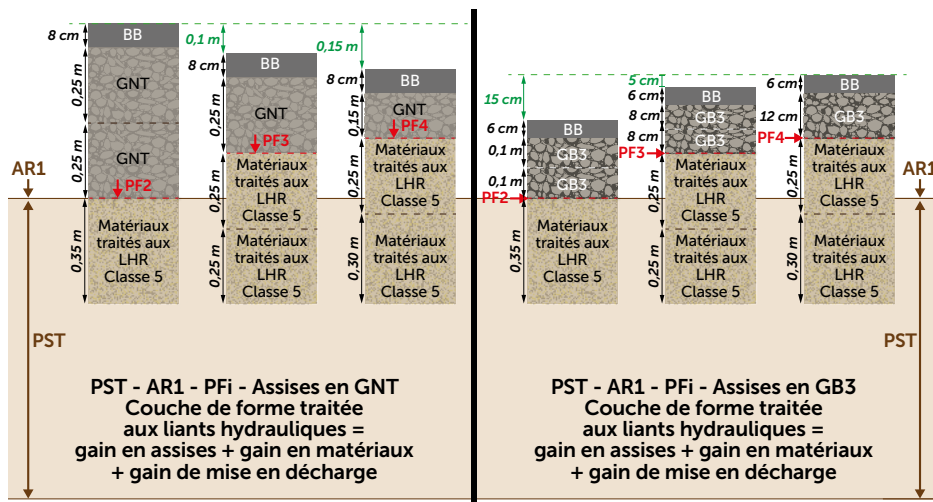 8 cm
BB
0,25 m
GNT
0,25 m
GNT
PF2
0,35 m
Matériaux
traités aux
LHR
Classe 5
0,1 m
8 cm
BB
0,25 m
GNT
PF3
0,25 m
Matériaux
traités aux
LHR
Classe 5
0,25 m
Matériaux
traités aux
LHR
Classe 5
0,15 m
8 cm
BB
0,15 m
GNT
PF4
0,25 m
Matériaux
traités aux
LHR
Classe 5
0,30 m
Matériaux
traités aux
LHR
Classe 5
AR1
PST
PST - AR1 - PFi - Assises en GNT
Couche de forme traitée
aux liants hydrauliques =
gain en assises + gain en matériaux
+ gain de mise en décharge
15 cm
6 cm
BB
0,1 m
GB3
0,1 m
GB3
PF2
0,35 m
Matériaux
traités aux
LHR
Classe 5
5 cm
6 cm
BB
8 cm
GB3
8 cm
GB3
PF3
0,25 m
Matériaux
traités aux
LHR
Classe 5
0,25 m
Matériaux
traités aux
LHR
Classe 5
6 cm
BB
12 cm
GB3
PF4
0,25 m
Matériaux
traités aux
LHR
Classe 5
0,30 m
Matériaux
traités aux
LHR
Classe 5
AR1
PST
PST - AR1 - PFi - Assises en GB3
Couche de forme traitée
aux liants hydrauliques =
gain en assises + gain en matériaux
+ gain de mise en décharge